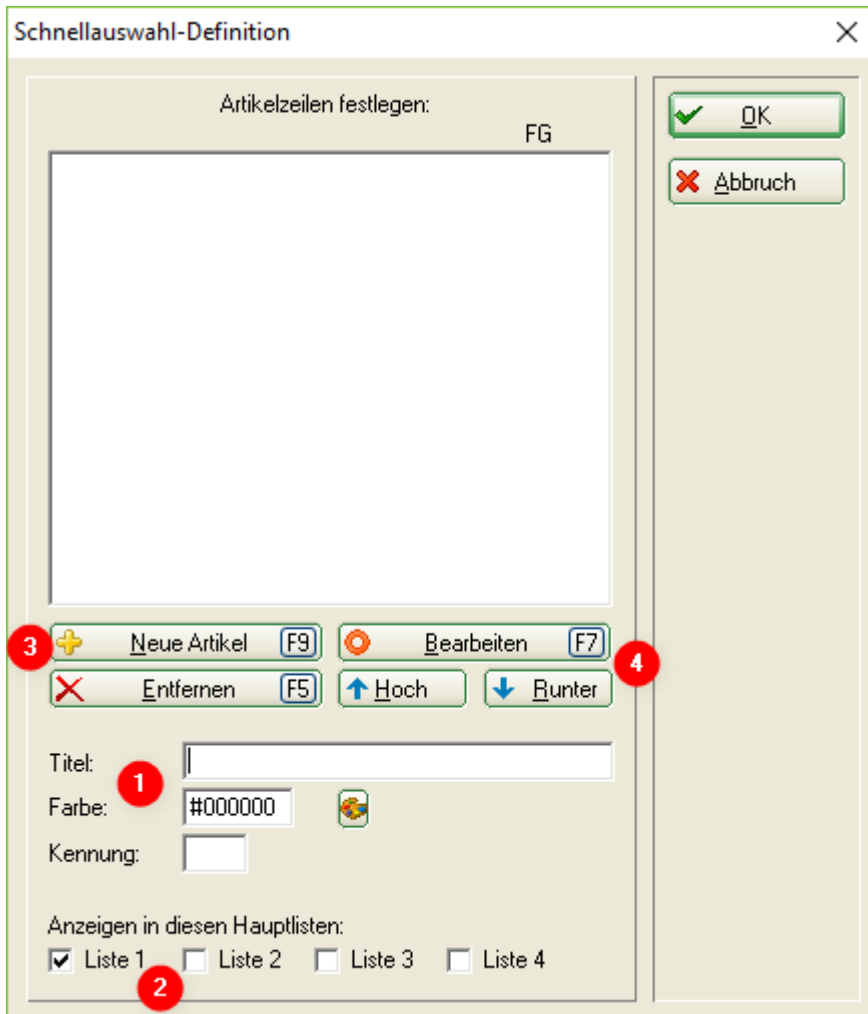 Schnellauswahl-Definition
Artikelzeilen festlegen:
FG
OK
Abbruch
3 Neue Artikel F9 Bearbeiten F7 4
Entfernen F5 Hoch Runter
Titel:
1
Farbe: #000000
Kennung:
Anzeigen in diesen Hauptlisten:
Liste 1 Liste 2 Liste 3 Liste 4
2